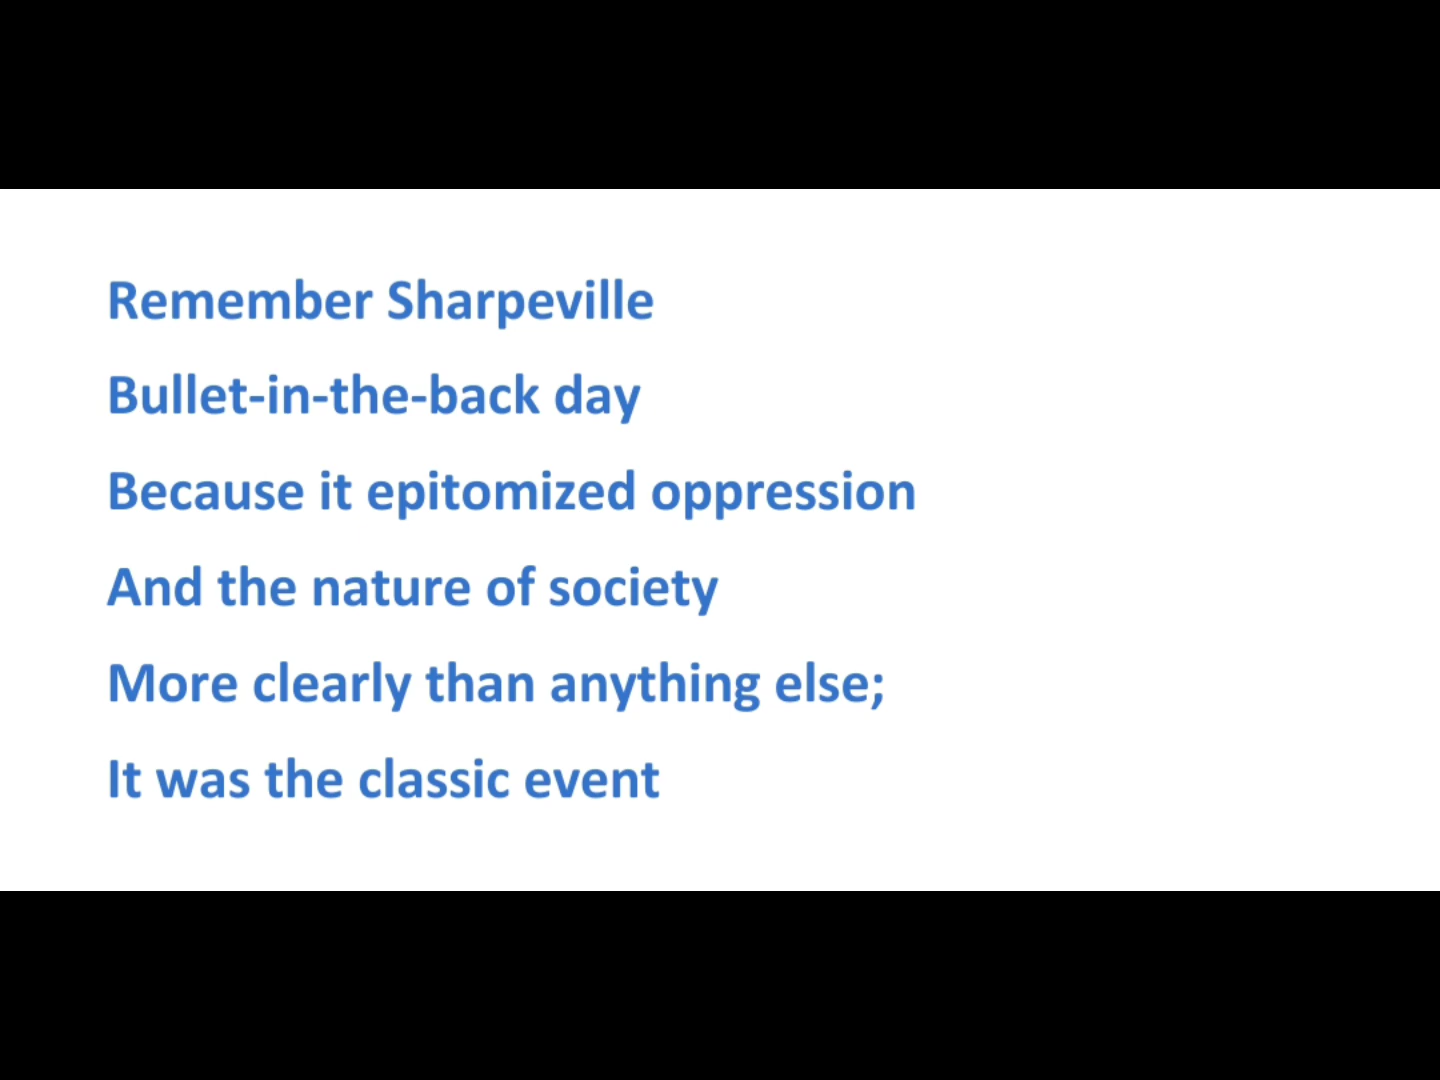 Remember Sharpeville
Bullet-in-the-back day
Because it epitomized oppression
And the nature of society
More clearly than anything else;
It was the classic event